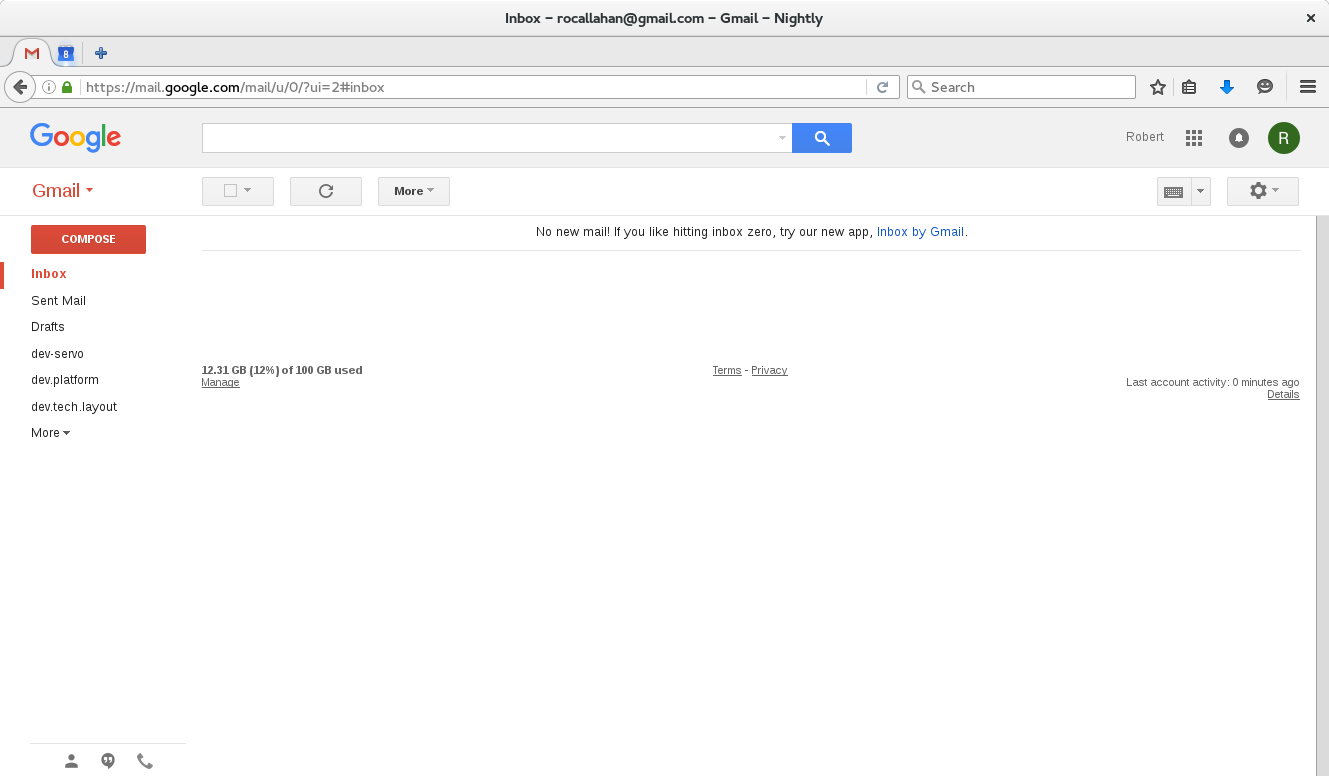 Inbox – rocallahan@gmail.com – Gmail – Nightly
8
https://mail.google.com/mail/u/0/?ui=2#inbox
Search
Google
Robert
R
Gmail
More
COMPOSE
No new mail! If you like hitting inbox zero, try our new app, Inbox by Gmail.
Inbox
Sent Mail
Drafts
dev-servo
dev.platform
dev.tech.layout
More
12.31 GB (12%) of 100 GB used
Manage
Terms - Privacy
Last account activity: 0 minutes ago
Details